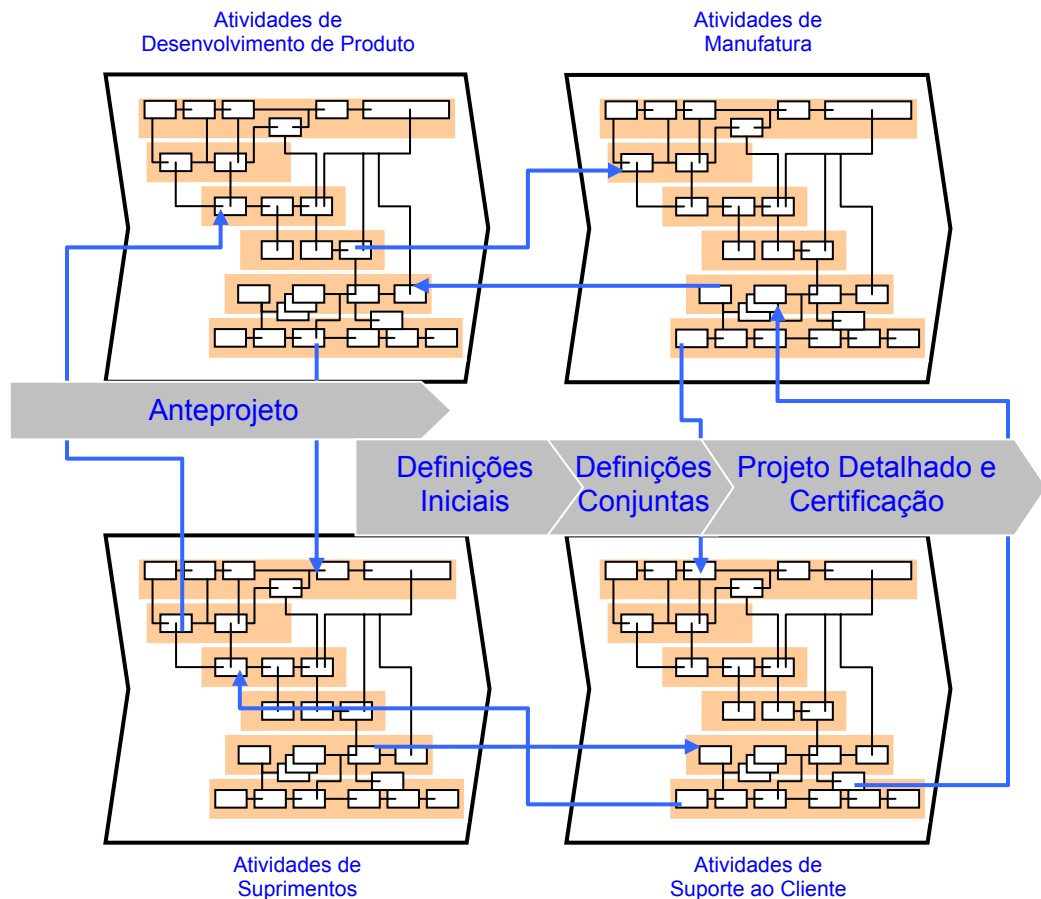 Atividades de
Desenvolvimento de Produto
Atividades de
Manufatura
Anteprojeto
Definições
Iniciais
Definições
Conjuntas
Projeto Detalhado e
Certificação
Atividades de
Suprimentos
Atividades de
Suporte ao Cliente